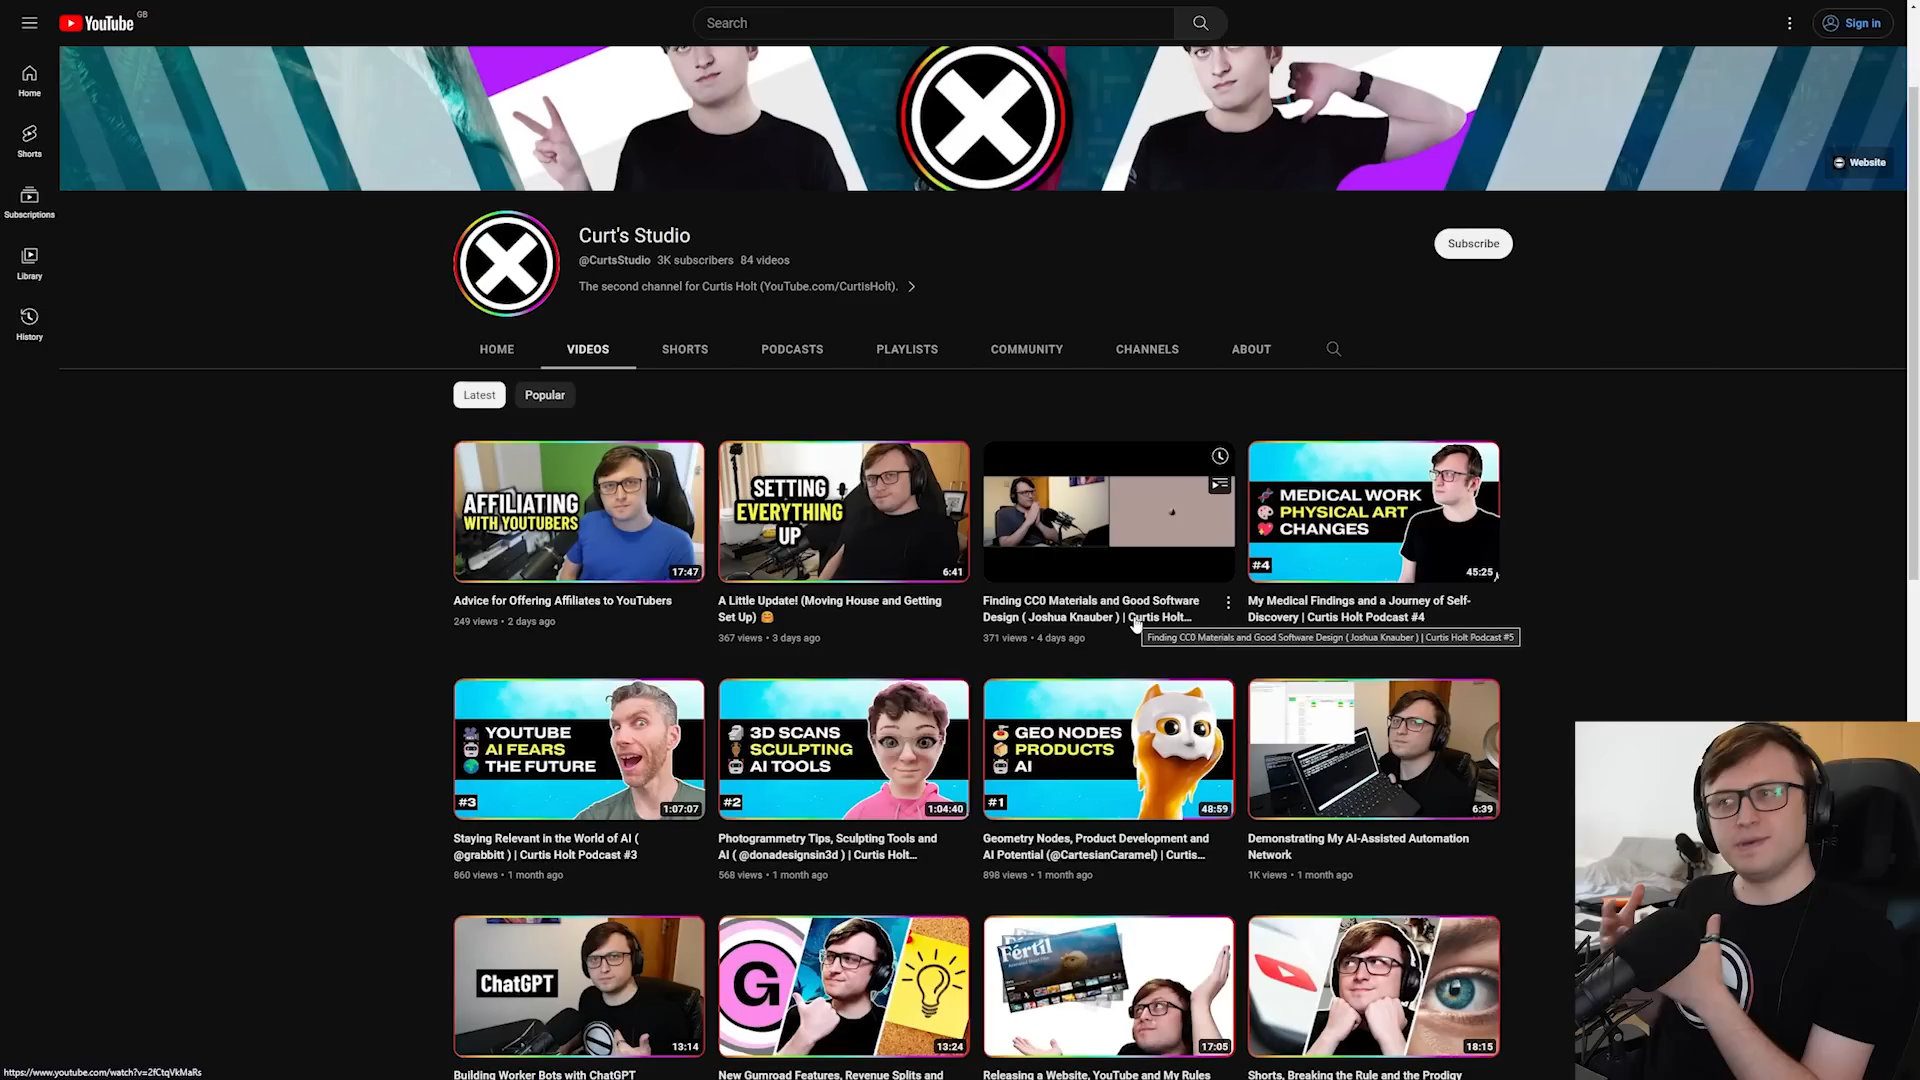 YouTube GB
Search
Sign in
Home
Shorts
Subscriptions
Library
History
Website
Curt's Studio
@CurtsStudio 3K subscribers 84 videos
The second channel for Curtis Holt (YouTube.com/CurtisHolt).
Subscribe
HOME VIDEOS SHORTS PODCASTS PLAYLISTS COMMUNITY CHANNELS ABOUT
Latest Popular
AFFILIATING
WITH YOUTUBERS
17:47
Advice for Offering Affiliates to YouTubers
249 views • 2 days ago
SETTING
EVERYTHING
UP
6:41
A Little Update! (Moving House and Getting
Set Up) 🤗
367 views • 3 days ago
Finding CC0 Materials and Good Software
Design ( Joshua Knauber ) | Curtis Holt...
371 views • 4 days ago
Finding CC0 Materials and Good Software Design ( Joshua Knauber ) | Curtis Holt Podcast #5
MEDICAL WORK
PHYSICAL ART
CHANGES
#4
45:25
My Medical Findings and a Journey of Self-
Discovery | Curtis Holt Podcast #4
YOUTUBE
AI FEARS
THE FUTURE
#3
1:07:07
Staying Relevant in the World of AI (
@grabbitt ) | Curtis Holt Podcast #3
860 views • 1 month ago
3D SCANS
SCULPTING
AI TOOLS
#2
1:04:40
Photogrammetry Tips, Sculpting Tools and
AI ( @donadesignsin3d ) | Curtis Holt...
568 views • 1 month ago
GEO NODES
PRODUCTS
AI
#1
48:59
Geometry Nodes, Product Development and
AI Potential (@CartesianCaramel) | Curtis...
898 views • 1 month ago
6:39
Demonstrating My AI-Assisted Automation
Network
1K views • 1 month ago
ChatGPT
13:14
Building Worker Bots with ChatGPT
G
13:24
New Gumroad Features, Revenue Splits and
Fértil
17:05
Releasing a Website, YouTube and My Rules
18:15
Shorts, Breaking the Rule and the Prodigy
https://www.youtube.com/watch?v=2fCtqVkMaRs